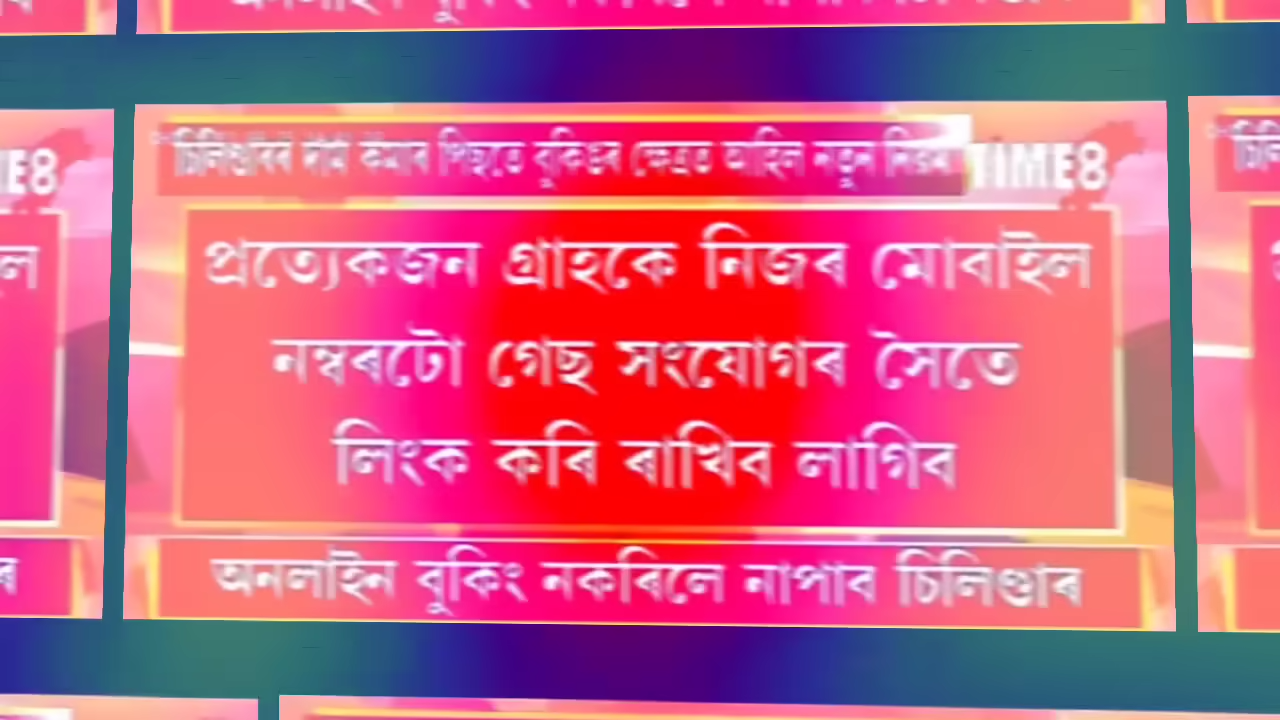 চিলিণ্ডাৰৰ দাম কমাৰ পিছতে বুকিঙৰ ক্ষেত্ৰত আহিল নতুন নিয়ম
TIME8
প্ৰত্যেকজন গ্ৰাহকে নিজৰ মোবাইল
নম্বৰটো গেছ সংযোগৰ সৈতে
লিংক কৰি ৰাখিব লাগিব
অনলাইন বুকিং নকৰিলে নাপাব চিলিণ্ডাৰ